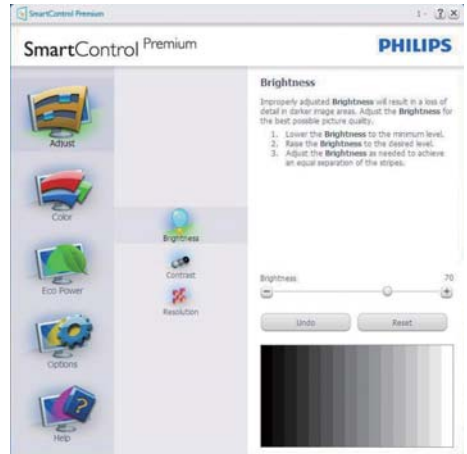 SmartControl Premium
SmartControl Premium
PHILIPS
Adjust
Color
Eco Power
Options
Help
Brightness
Contrast
Resolution
Brightness
Improperly adjusted Brightness will result in a loss of
detail in darker image areas. Adjust the Brightness for
the best possible picture quality.
1. Lower the Brightness to the minimum level.
2. Raise the Brightness to the desired level.
3. Adjust the Brightness as needed to achieve
an equal separation of the stripes.
Brightness 70
Undo Reset